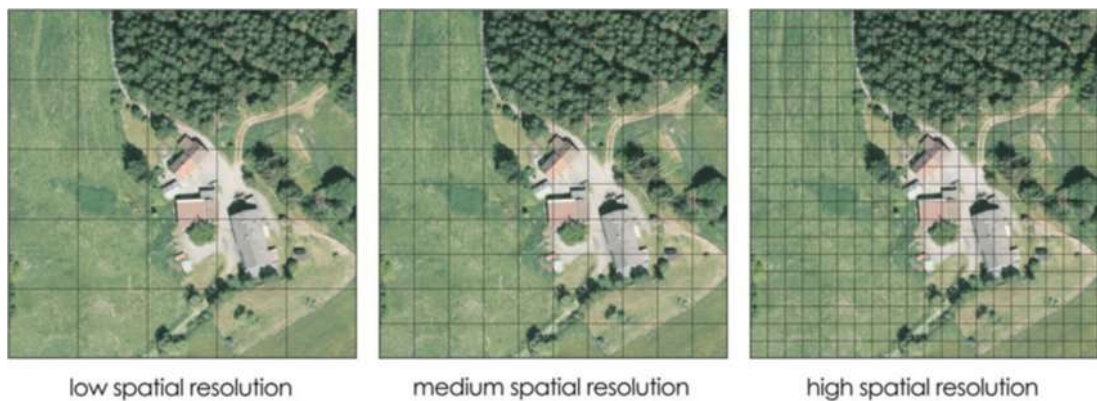 low spatial resolution
medium spatial resolution
high spatial resolution